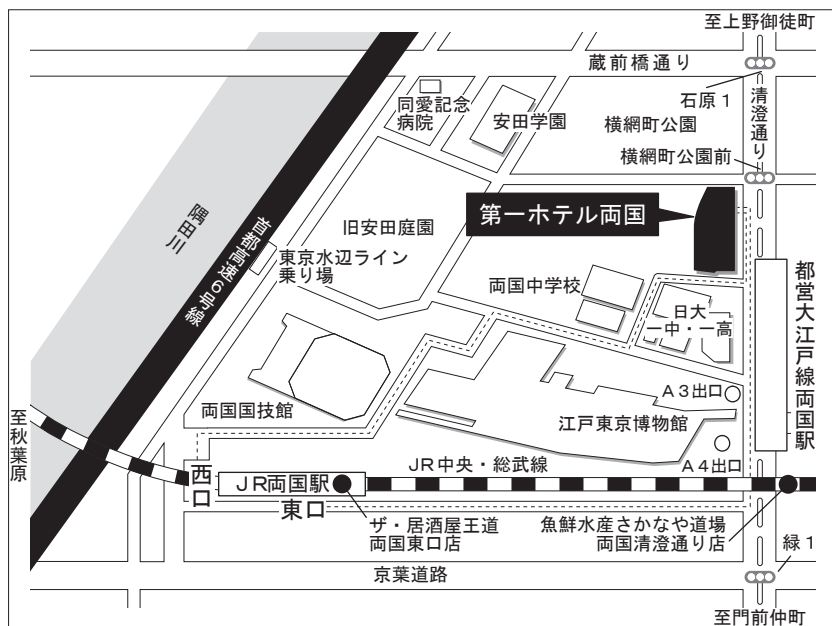 至上野御徒町
蔵前橋通り
石原1
清澄通り
同愛記念
病院
安田学園
横網町公園
横網町公園前
隅田川
首都高速6号線
旧安田庭園
第一ホテル両国
東京水辺ライン
乗り場
両国中学校
日大
一中・一高
都営大江戸線両国駅
両国国技館
江戸東京博物館
A3出口
A4出口
至秋葉原
西口
JR両国駅
東口
JR中央・総武線
ザ・居酒屋王道
両国東口店
魚鮮水産さかなや道場
両国清澄通り店
緑1
京葉道路
至門前仲町